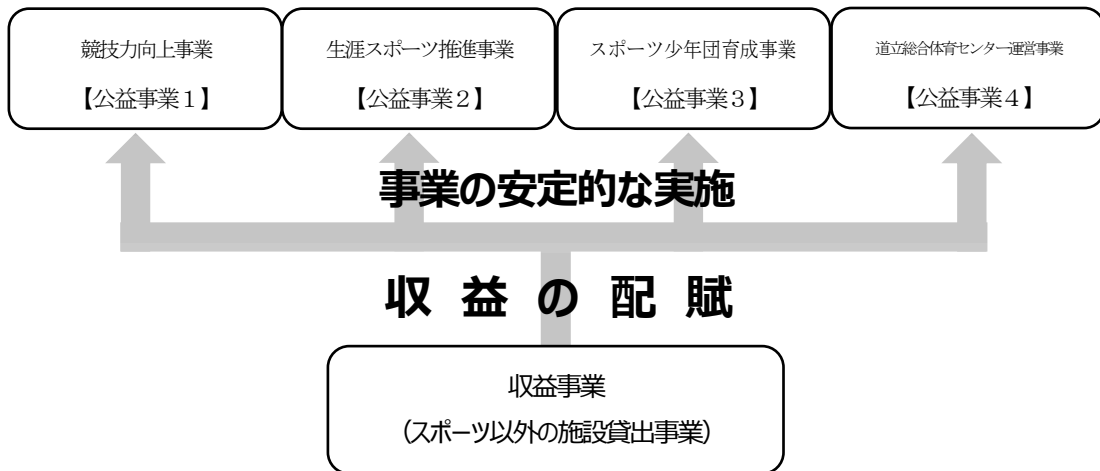 競技力向上事業
【公益事業１】
生涯スポーツ推進事業
【公益事業２】
スポーツ少年団育成事業
【公益事業３】
道立総合体育センター運営事業
【公益事業４】
事業の安定的な実施
収益の配賦
収益事業
（スポーツ以外の施設貸出事業）